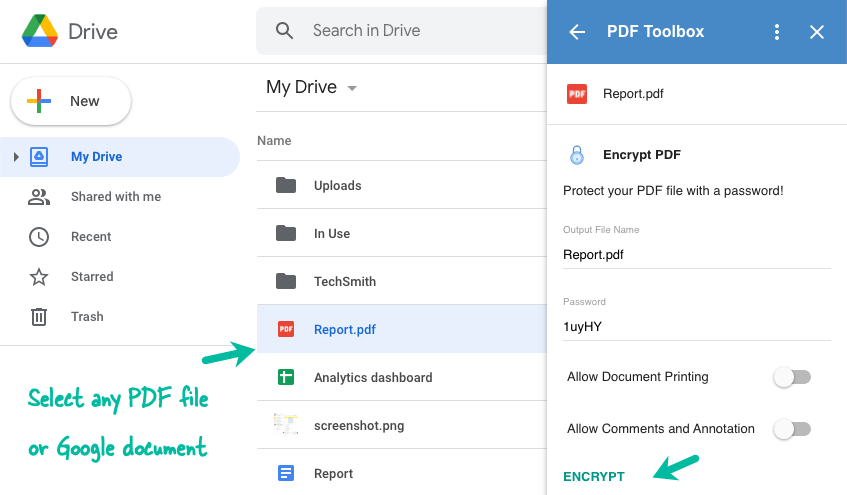 Drive
Search in Drive
New
My Drive
Shared with me
Recent
Starred
Trash
Select any PDF file
or Google document
My Drive
Name
Uploads
In Use
TechSmith
PDF
Report.pdf
Analytics dashboard
screenshot.png
Report
PDF Toolbox
PDF
Report.pdf
Encrypt PDF
Protect your PDF file with a password!
Output File Name
Report.pdf
Password
1uyHY
Allow Document Printing
Allow Comments and Annotation
ENCRYPT